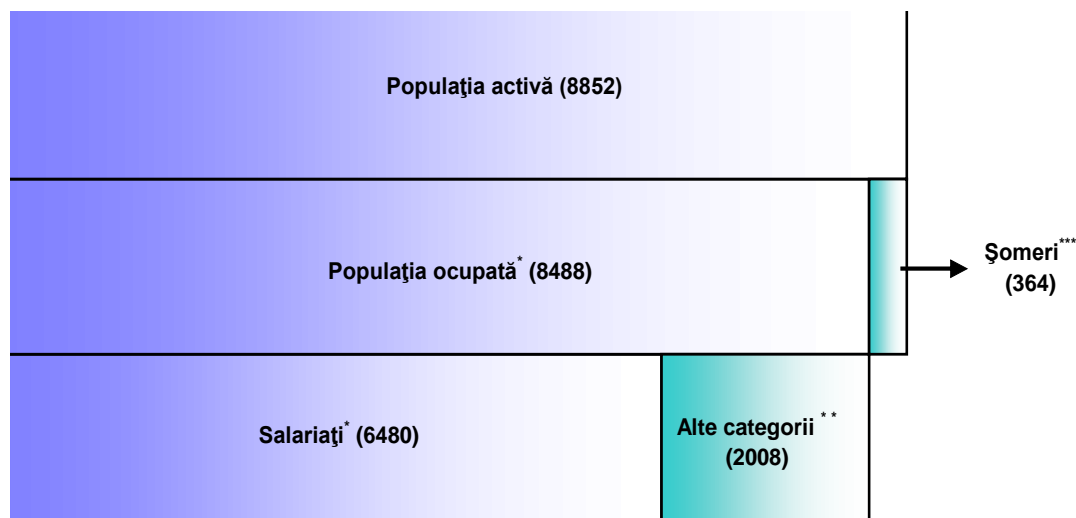 Populaţia activă (8852)
Populaţia ocupată* (8488)
Şomeri***
(364)
Salariaţi* (6480)
Alte categorii **
(2008)